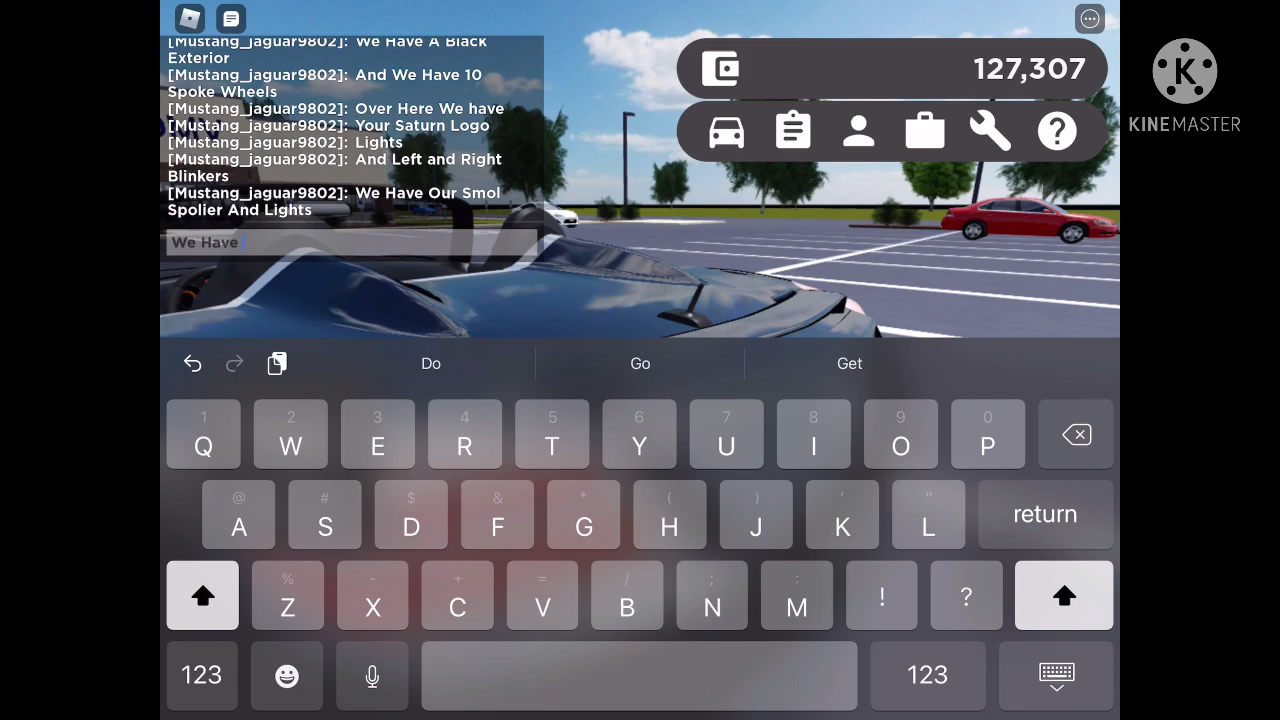 [Mustang_jaguar9802]: We Have A Black
Exterior
[Mustang_jaguar9802]: And We Have 10
Spoke Wheels
[Mustang_jaguar9802]: Over Here We have
[Mustang_jaguar9802]: Your Saturn Logo
[Mustang_jaguar9802]: Lights
[Mustang_jaguar9802]: And Left and Right
Blinkers
[Mustang_jaguar9802]: We Have Our Smol
Spolier And Lights
We Have
127,307
K
KINEMASTER
Do Go Get
1 2 3 4 5 6 7 8 9 0
Q W E R T Y U I O P
@ # $ & * ( ) ' "
A S D F G H J K L return
% - + = / ; :
Z X C V B N M ! ?
123 123